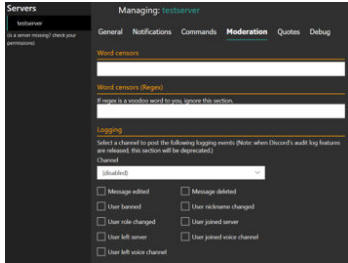 Servers
testserver
(is a server missing? check your
permissions)
Managing: testserver
General Notifications Commands Moderation Quotes Debug
Word censors
Word censors (Regex)
If regex is a voodoo word to you, ignore this section.
Logging
Select a channel to post the following logging events (Note: when Discord's audit log features
are released, this section will be deprecated.)
Channel
(disabled)
Message edited Message deleted
User banned User nickname changed
User role changed User joined server
User left server User joined voice channel
User left voice channel